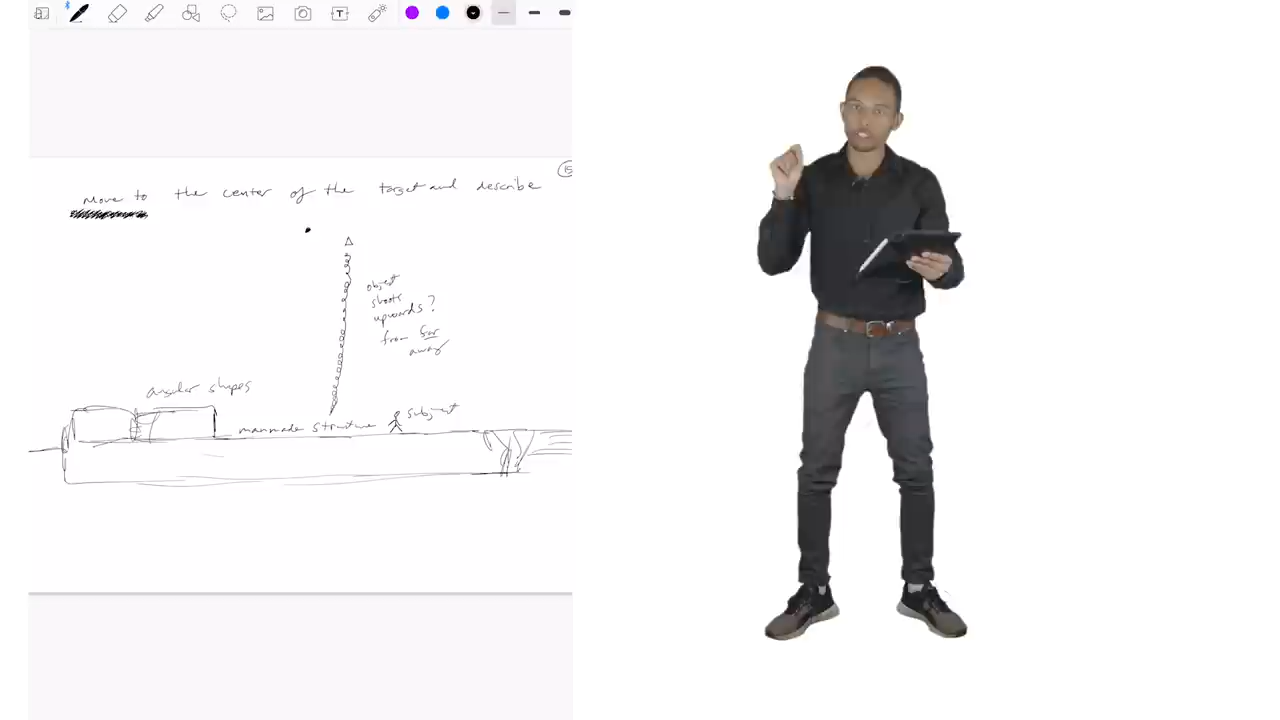 15
Move to the center of the target and describe
object
shoots
upwards?
from far
away
angular shapes
manmade structure
subject
T